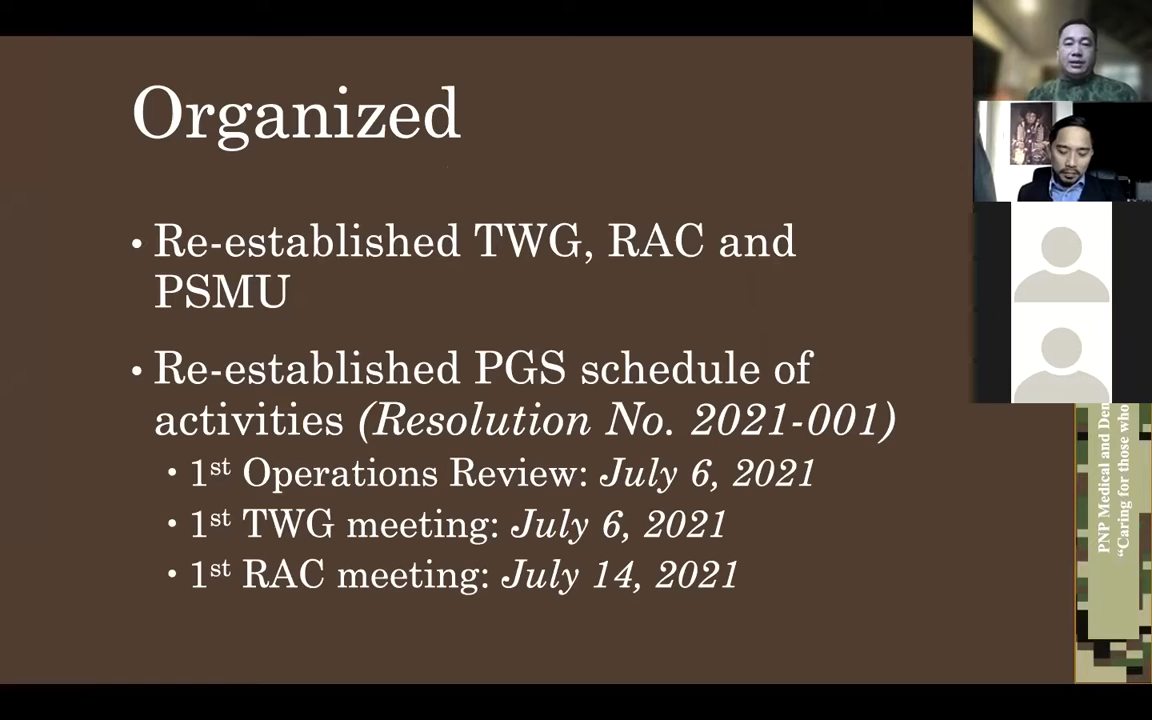 Organized
• Re-established TWG, RAC and
PSMU
• Re-established PGS schedule of
activities (Resolution No. 2021-001)
• 1st Operations Review: July 6, 2021
• 1st TWG meeting: July 6, 2021
• 1st RAC meeting: July 14, 2021
PNP Medical and
“Caring for those who